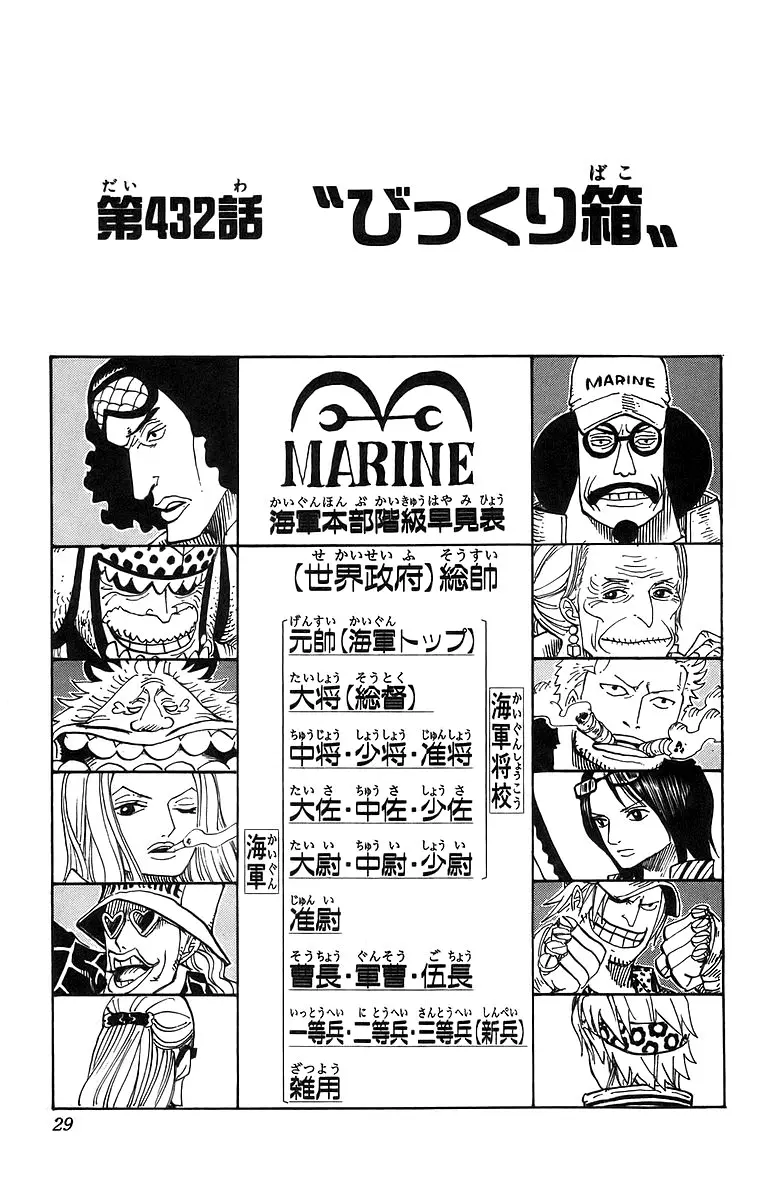 だい わ ばこ
第432話 〝びっくり箱〟
MARINE
MARINE
かいぐんほん ぶ かいきゅうはや み ひょう
海軍本部階級早見表
せ かいせい ふ そうすい
【世界政府】総帥
げんすい かいぐん
元帥(海軍トップ)
たいしょう そうとく
大将(総督)
ちゅうじょう しょうしょう じゅんしょう
中将・少将・准将
たい さ ちゅう さ しょう さ
大佐・中佐・少佐
たい い ちゅう い しょう い
大尉・中尉・少尉
かいぐんしょうこう
海軍将校
かいぐん
海軍
じゅん い
准尉
そうちょう ぐんそう ご ちょう
曹長・軍曹・伍長
いっとうへい に とうへい さんとうへい しんぺい
一等兵・二等兵・三等兵(新兵)
ざつよう
雑用
MARINE
29